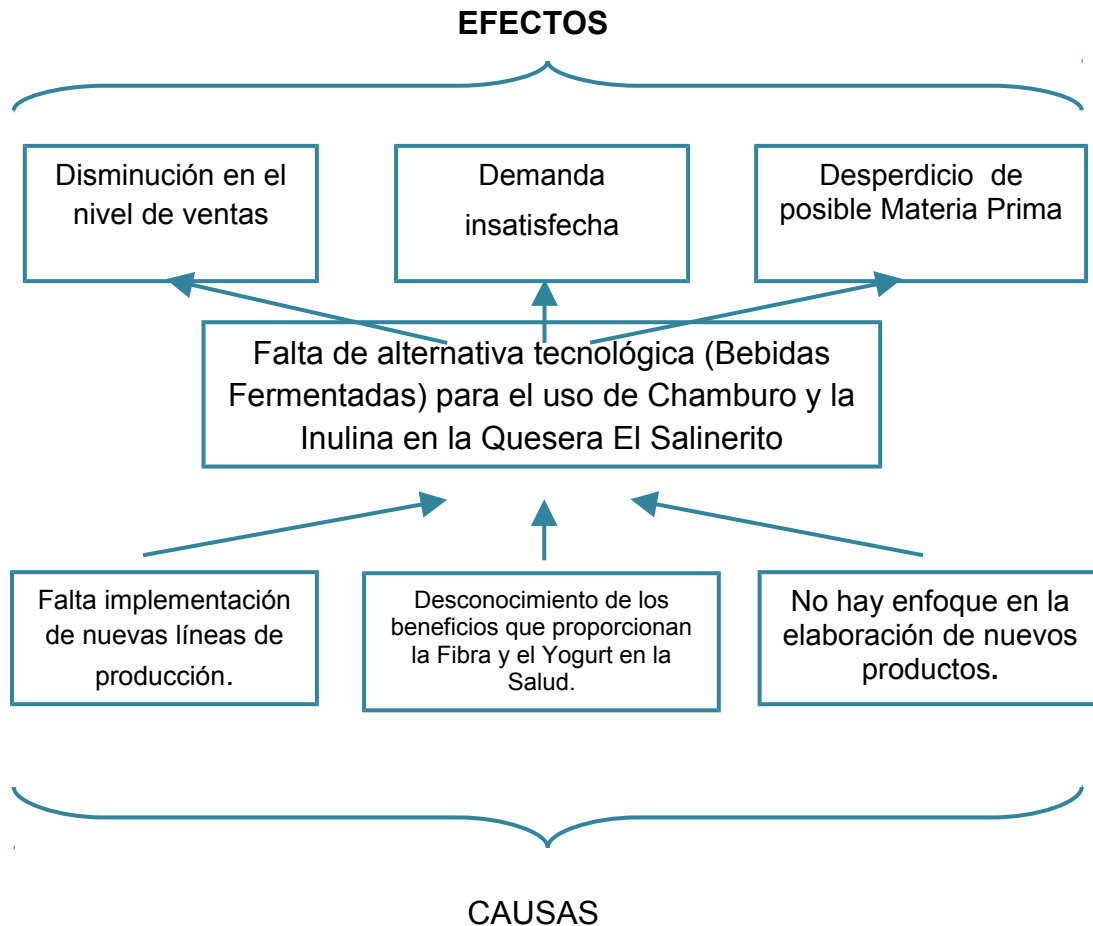 EFECTOS
Disminución en el
nivel de ventas
Demanda
insatisfecha
Desperdicio de
posible Materia Prima
Falta de alternativa tecnológica (Bebidas
Fermentadas) para el uso de Chamburo y la
Inulina en la Quesera El Salinerito
Falta implementación
de nuevas líneas de
producción.
Desconocimiento de los
beneficios que proporcionan
la Fibra y el Yogurt en la
Salud.
No hay enfoque en la
elaboración de nuevos
productos.
CAUSAS